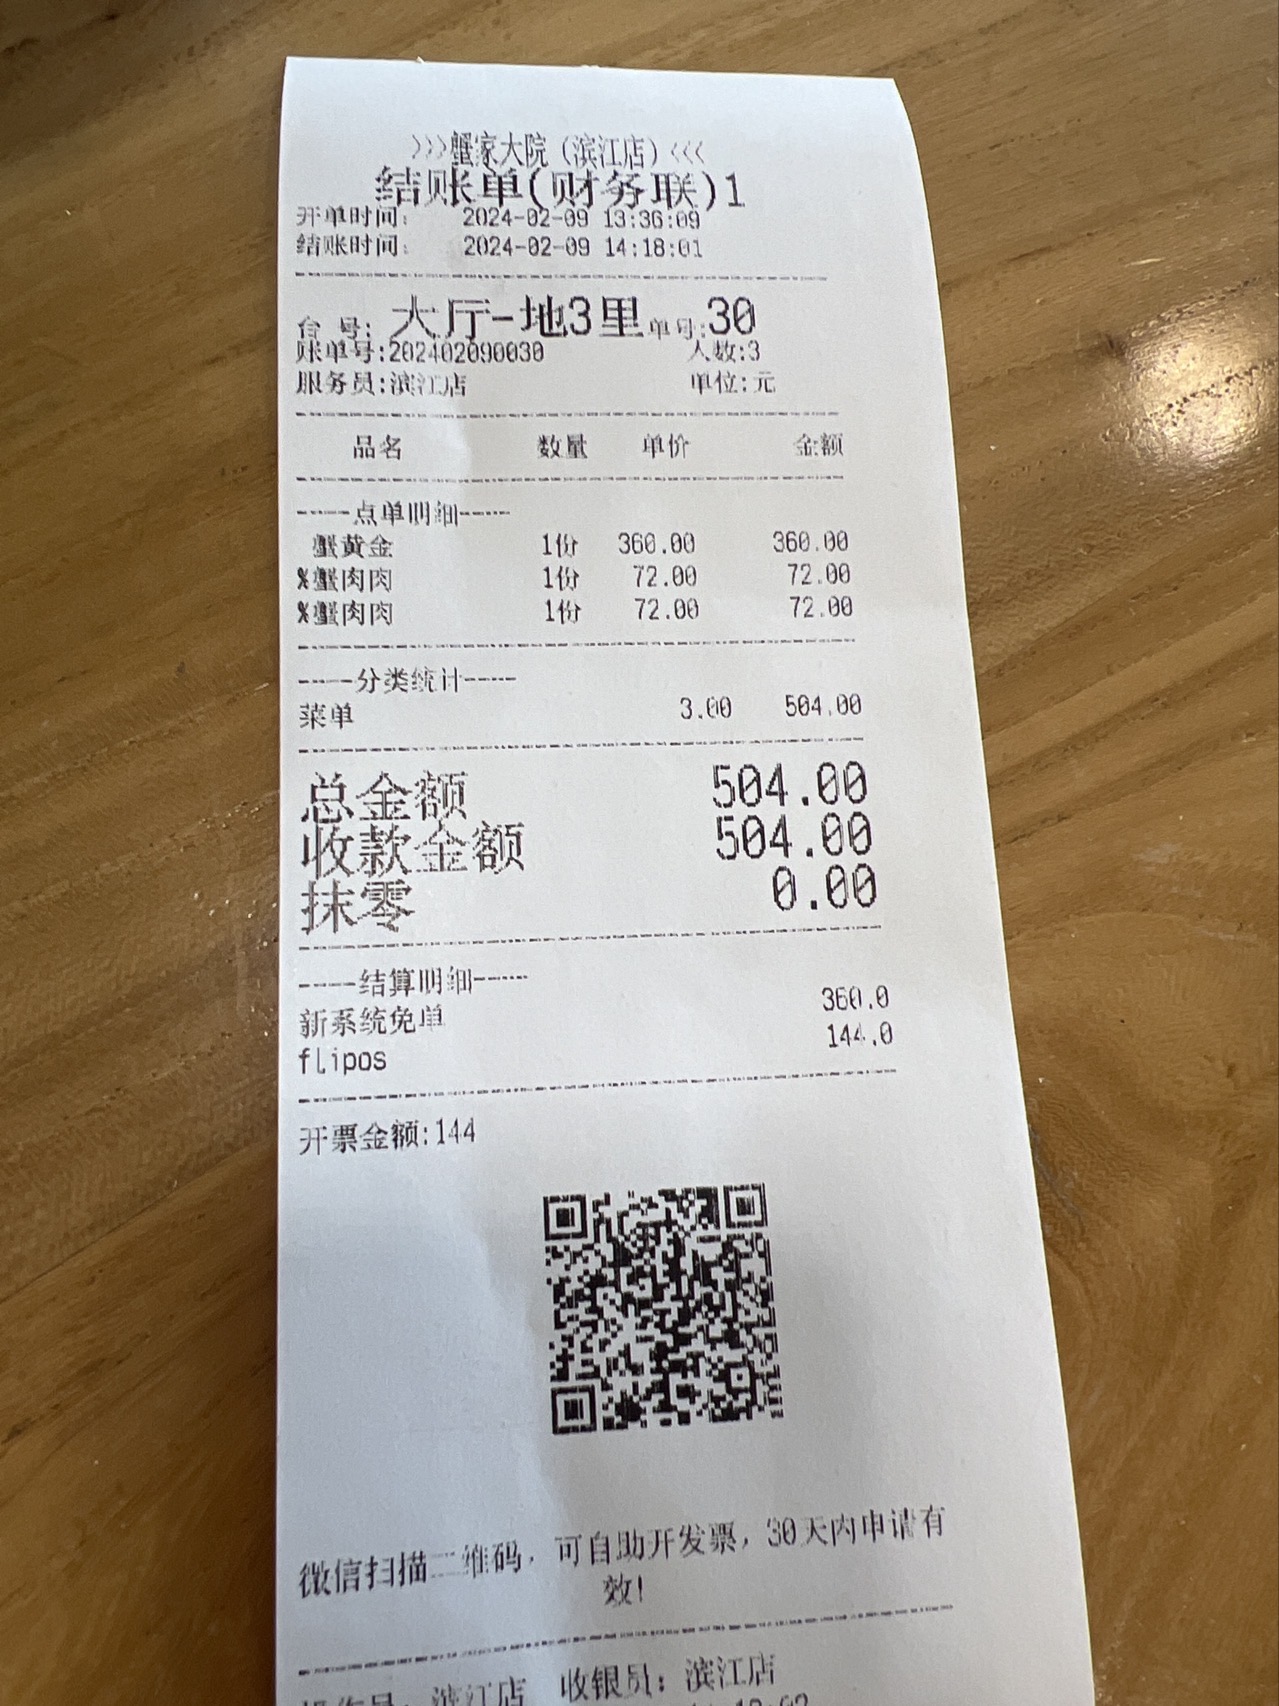 >>>蟹家大院（滨江店）<<<
结账单(财务联)1
开单时间: 2024-02-09 13:36:09
结账时间: 2024-02-09 14:18:01
台 号: 大厅-地3里 单号:30
账单号:202402090030 人数:3
服务员:滨江店 单位:元
品名 数量 单价 金额
----点单明细----
蟹黄金 1份 360.00 360.00
%蟹肉肉 1份 72.00 72.00
%蟹肉肉 1份 72.00 72.00
----分类统计-----
菜单 3.00 504.00
总金额 504.00
收款金额 504.00
抹零 0.00
----结算明细-----
新系统免单 360.0
flipos 144.0
开票金额:144
微信扫描二维码，可自助开发票，30天内申请有
效!
操作员: 滨江店 收银员: 滨江店